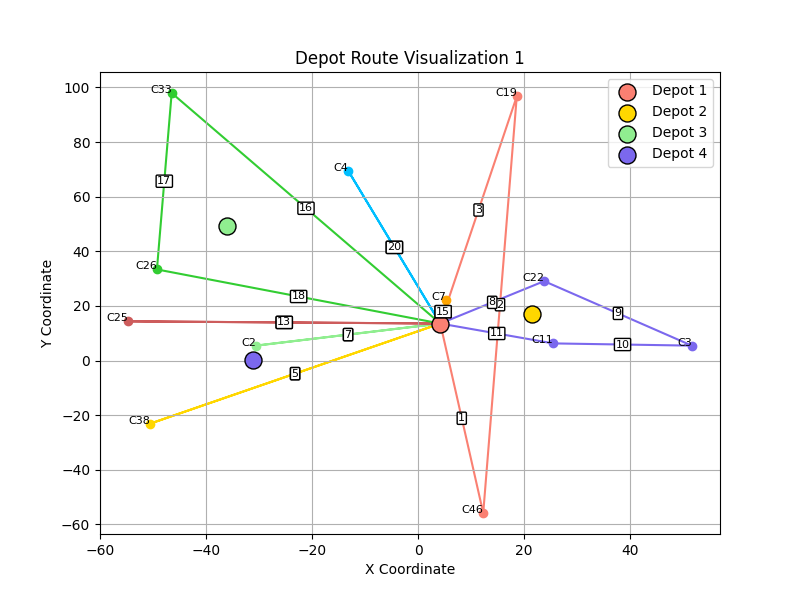 Depot Route Visualization 1
Depot 1
Depot 2
Depot 3
Depot 4
100
80
60
40
20
0
−20
−40
−60
Y Coordinate
C33
C19
C4
17
16
3
20
C26
C22
18
C7
8
2
15
9
C25
13
7
11
C2
C11
10
C3
5
C38
1
C46
−60
−40
−20
0
20
40
X Coordinate